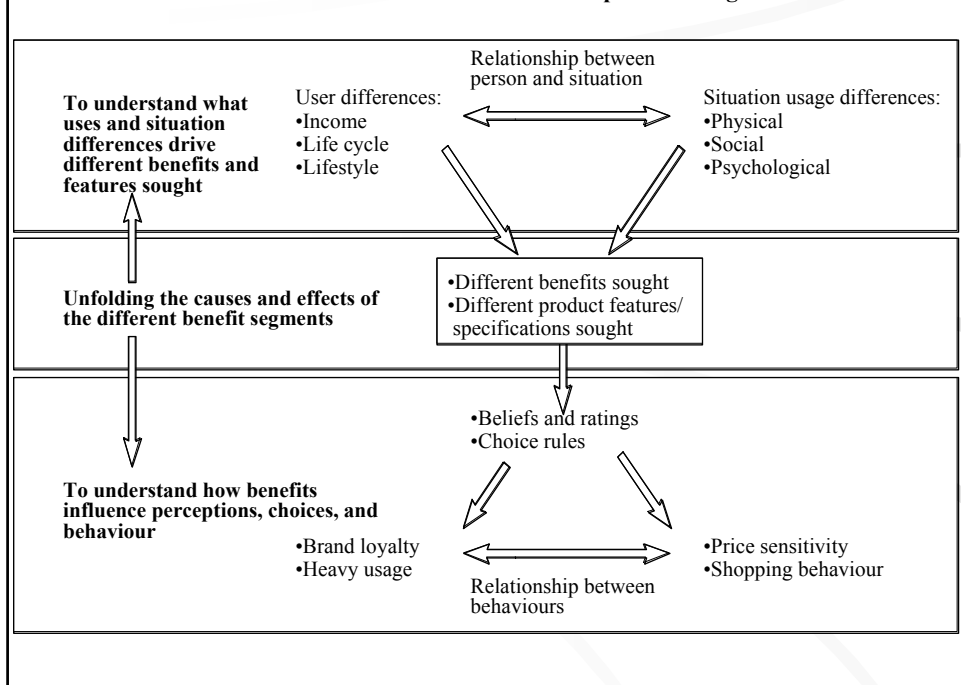 Relationship between
person and situation
To understand what
uses and situation
differences drive
different benefits and
features sought
User differences:
•Income
•Life cycle
•Lifestyle
Situation usage differences:
•Physical
•Social
•Psychological
Unfolding the causes and effects of
the different benefit segments
•Different benefits sought
•Different product features/
specifications sought
•Beliefs and ratings
•Choice rules
To understand how benefits
influence perceptions, choices, and
behaviour
•Brand loyalty
•Heavy usage
•Price sensitivity
•Shopping behaviour
Relationship between
behaviours